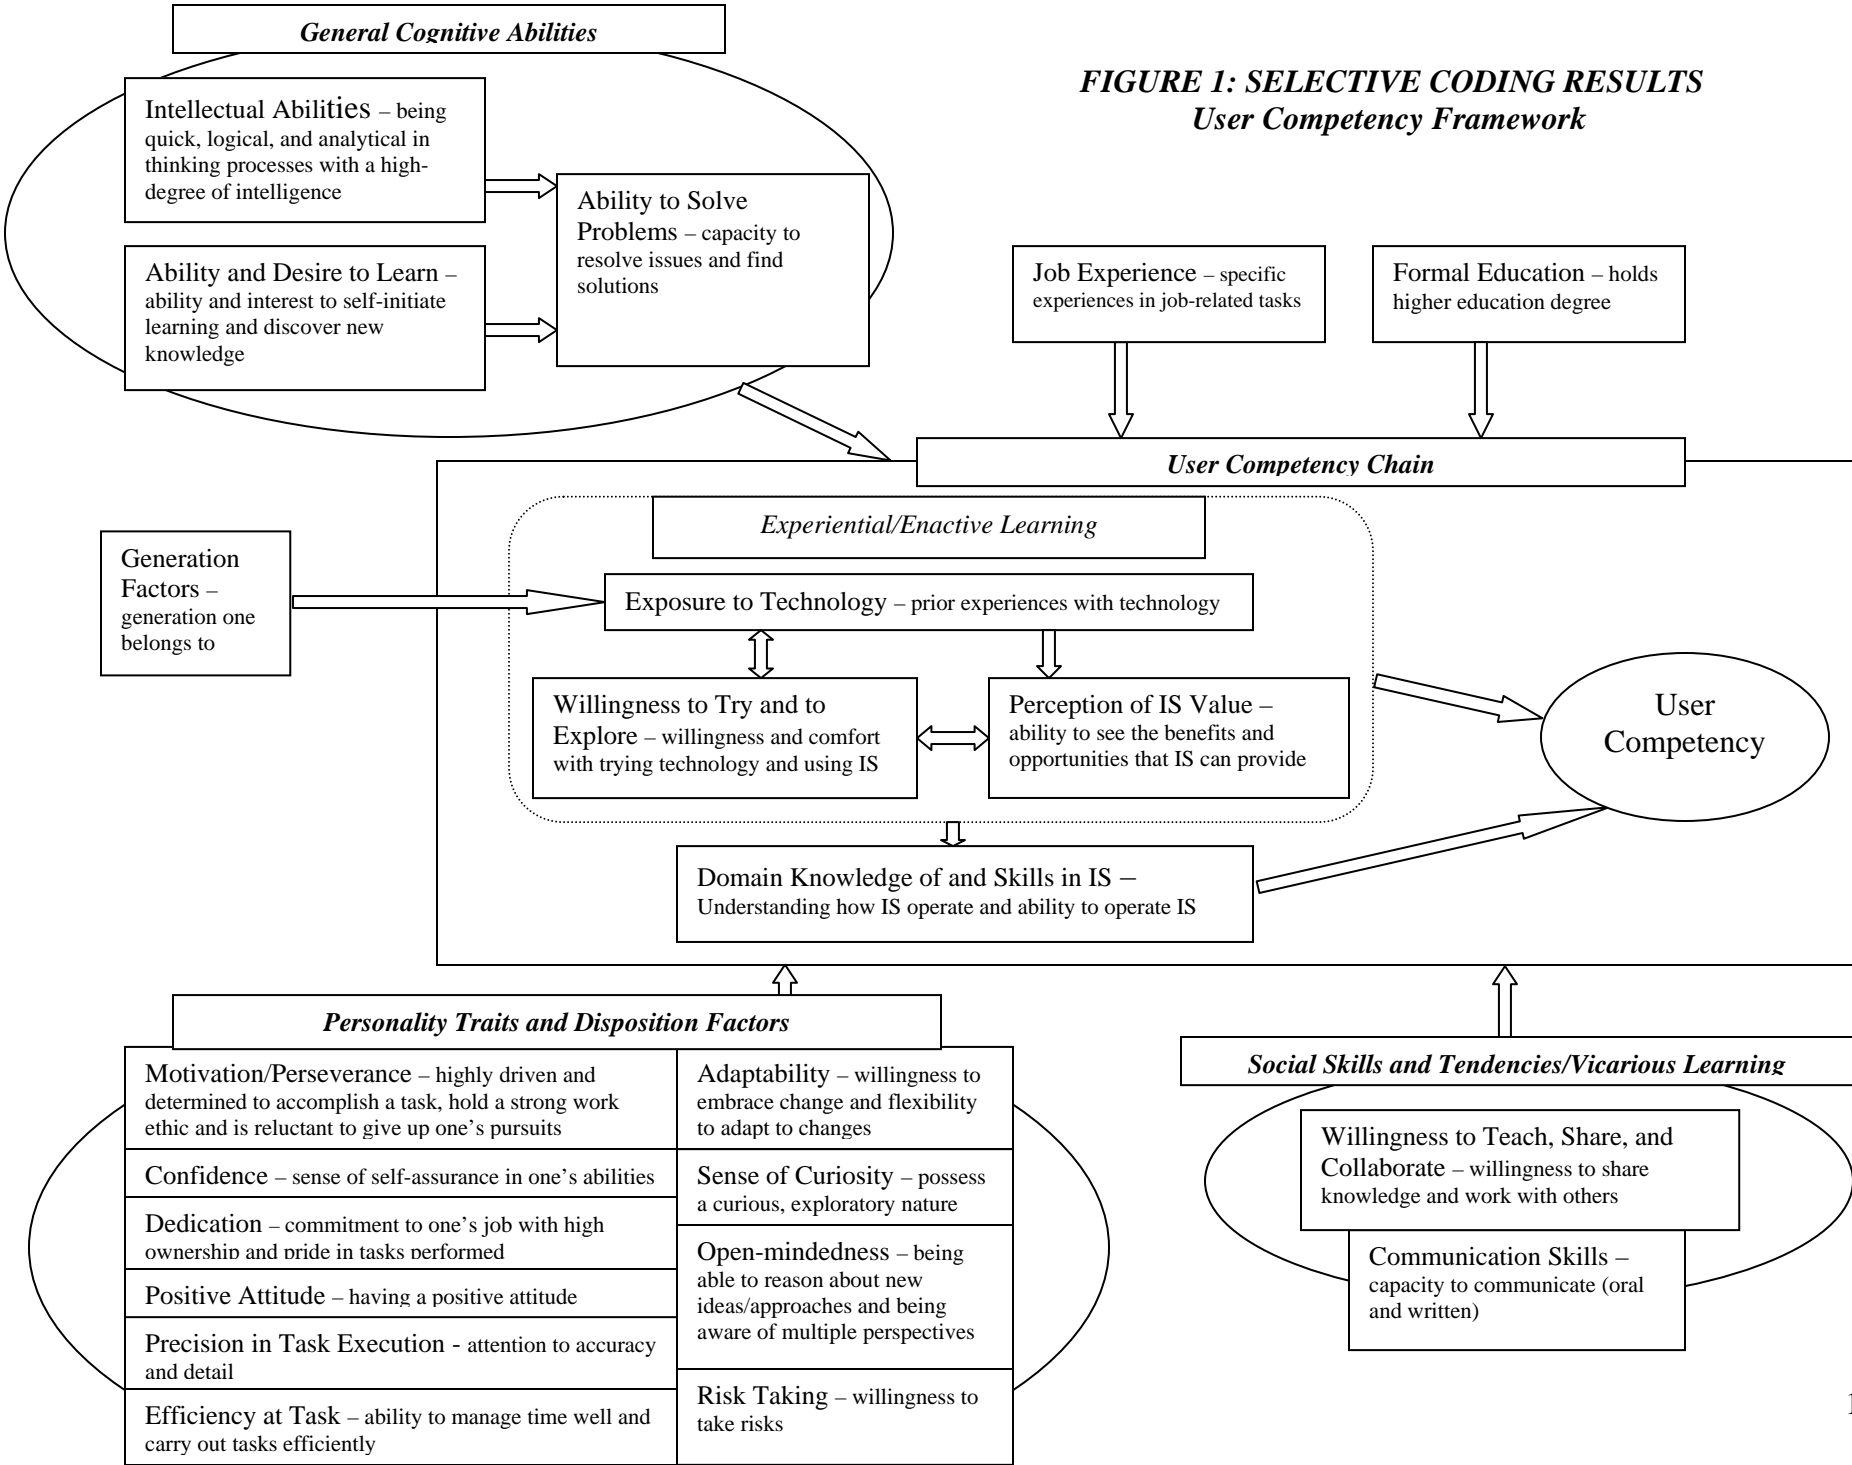 General Cognitive Abilities
FIGURE 1: SELECTIVE CODING RESULTS
User Competency Framework
Intellectual Abilities – being
quick, logical, and analytical in
thinking processes with a high-
degree of intelligence
Ability and Desire to Learn –
ability and interest to self-initiate
learning and discover new
knowledge
Ability to Solve
Problems – capacity to
resolve issues and find
solutions
Job Experience – specific
experiences in job-related tasks
Formal Education – holds
higher education degree
User Competency Chain
Experiential/Enactive Learning
Generation
Factors –
generation one
belongs to
Exposure to Technology – prior experiences with technology
Willingness to Try and to
Explore – willingness and comfort
with trying technology and using IS
Perception of IS Value –
ability to see the benefits and
opportunities that IS can provide
User
Competency
Domain Knowledge of and Skills in IS –
Understanding how IS operate and ability to operate IS
Personality Traits and Disposition Factors
Motivation/Perseverance – highly driven and
determined to accomplish a task, hold a strong work
ethic and is reluctant to give up one's pursuits
Confidence – sense of self-assurance in one's abilities
Dedication – commitment to one's job with high
ownership and pride in tasks performed
Positive Attitude – having a positive attitude
Precision in Task Execution - attention to accuracy
and detail
Efficiency at Task – ability to manage time well and
carry out tasks efficiently
Adaptability – willingness to
embrace change and flexibility
to adapt to changes
Sense of Curiosity – possess
a curious, exploratory nature
Open-mindedness – being
able to reason about new
ideas/approaches and being
aware of multiple perspectives
Risk Taking – willingness to
take risks
Social Skills and Tendencies/Vicarious Learning
Willingness to Teach, Share, and
Collaborate – willingness to share
knowledge and work with others
Communication Skills –
capacity to communicate (oral
and written)